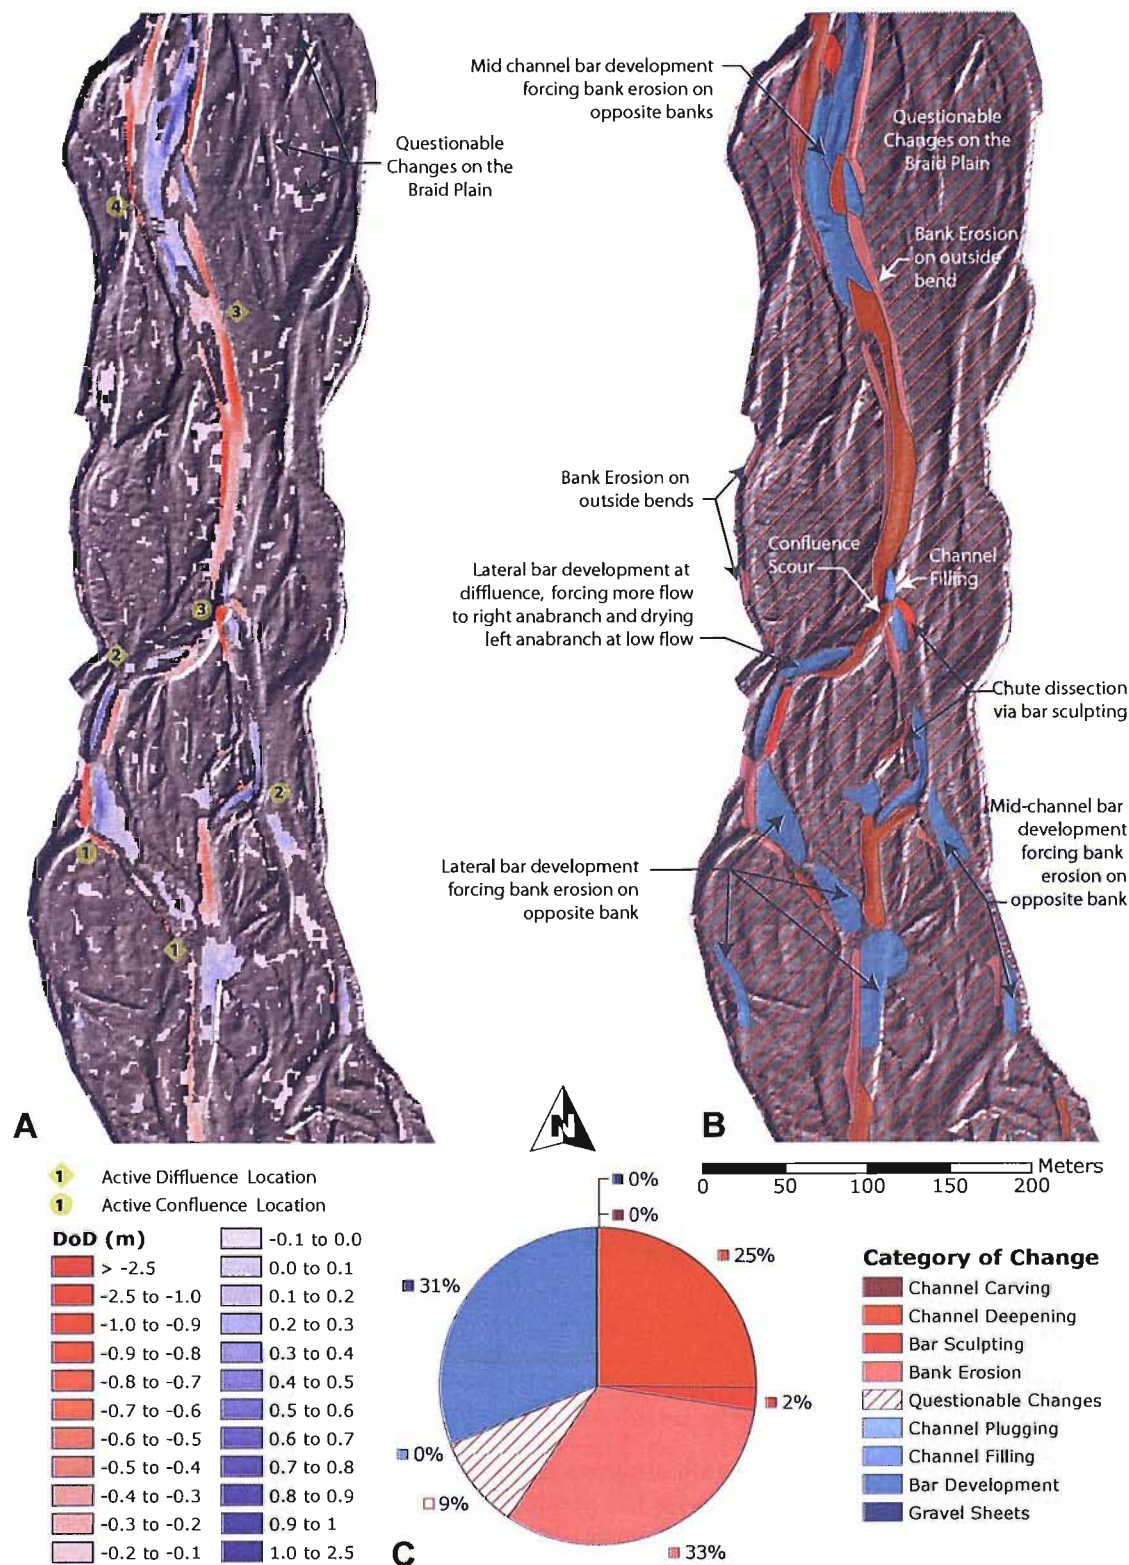 Mid channel bar development
forcing bank erosion on
opposite banks
Questionable
Changes on the
Braid Plain
Questionable
Changes on the
Braid Plain
4
Bank Erosion
on outside
bend
3
Bank Erosion on
outside bends
Confluence
Scour
Channel
Filling
Lateral bar development at
diffluence, forcing more flow
to right anabranch and drying
left anabranch at low flow
3
2
Chute dissection
via bar sculpting
2
Mid-channel bar
development
forcing bank
erosion on
opposite bank
1
Lateral bar development
forcing bank erosion on
opposite bank
1
A
N
B
1 Active Diffluence Location
1 Active Confluence Location
Meters
0 50 100 150 200
DoD (m)
> -2.5
-2.5 to -1.0
-1.0 to -0.9
-0.9 to -0.8
-0.8 to -0.7
-0.7 to -0.6
-0.6 to -0.5
-0.5 to -0.4
-0.4 to -0.3
-0.3 to -0.2
-0.2 to -0.1
-0.1 to 0.0
0.0 to 0.1
0.1 to 0.2
0.2 to 0.3
0.3 to 0.4
0.4 to 0.5
0.5 to 0.6
0.6 to 0.7
0.7 to 0.8
0.8 to 0.9
0.9 to 1
1.0 to 2.5
0%
0%
25%
31%
2%
0%
9%
33%
C
Category of Change
Channel Carving
Channel Deepening
Bar Sculpting
Bank Erosion
Questionable Changes
Channel Plugging
Channel Filling
Bar Development
Gravel Sheets